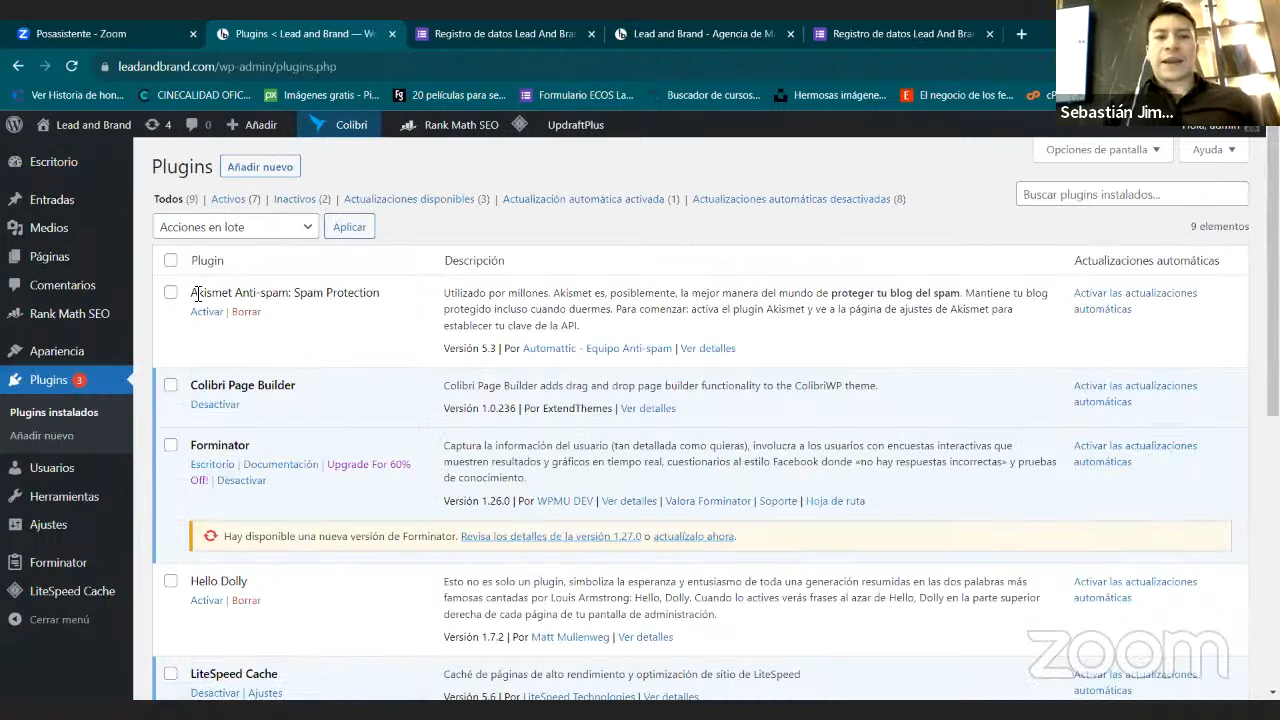 Posasistente - Zoom
Plugins < Lead and Brand — Wo
Registro de datos Lead And Bra
Lead and Brand - Agencia de M
Registro de datos Lead And Bra
leadandbrand.com/wp-admin/plugins.php
Ver Historia de hon...
CINECALIDAD OFIC...
Imágenes gratis - Pi...
20 películas para se...
Formulario ECOS La...
Buscador de cursos...
Hermosas imágene...
El negocio de los fe...
Sebastián Jim...
Lead and Brand
4
0
Añadir
Colibri
Rank Math SEO
UpdraftPlus
Hola, admin
Escritorio
Entradas
Medios
Páginas
Comentarios
Rank Math SEO
Apariencia
Plugins 3
Plugins instalados
Añadir nuevo
Usuarios
Herramientas
Ajustes
Forminator
LiteSpeed Cache
Cerrar menú
Plugins
Añadir nuevo
Opciones de pantalla
Ayuda
Todos (9) | Activos (7) | Inactivos (2) | Actualizaciones disponibles (3) | Actualización automática activada (1) | Actualizaciones automáticas desactivadas (8)
Buscar plugins instalados...
Acciones en lote
Aplicar
9 elementos
Plugin
Descripción
Actualizaciones automáticas
Akismet Anti-spam: Spam Protection
Activar | Borrar
Utilizado por millones, Akismet es, posiblemente, la mejor manera del mundo de proteger tu blog del spam. Mantiene tu blog
protegido incluso cuando duermes. Para comenzar: activa el plugin Akismet y ve a la página de ajustes de Akismet para
establecer tu clave de la API.
Versión 5.3 | Por Automattic - Equipo Anti-spam | Ver detalles
Activar las actualizaciones
automáticas
Colibri Page Builder
Desactivar
Colibri Page Builder adds drag and drop page builder functionality to the ColibriWP theme.
Versión 1.0.236 | Por ExtendThemes | Ver detalles
Activar las actualizaciones
automáticas
Forminator
Escritorio | Documentación | Upgrade For 60%
Off! | Desactivar
Captura la información del usuario (tan detallada como quieras), involucra a los usuarios con encuestas interactivas que
muestren resultados y gráficos en tiempo real, cuestionarios al estilo Facebook donde «no hay respuestas incorrectas» y pruebas
de conocimiento.
Versión 1.26.0 | Por WPMU DEV | Ver detalles | Valora Forminator | Soporte | Hoja de ruta
Activar las actualizaciones
automáticas
Hay disponible una nueva versión de Forminator. Revisa los detalles de la versión 1.27.0 o actualízalo ahora.
Hello Dolly
Activar | Borrar
Esto no es solo un plugin, simboliza la esperanza y entusiasmo de toda una generación resumidas en las dos palabras más
famosas cantadas por Louis Armstrong: Hello, Dolly. Cuando lo actives verás frases al azar de Hello, Dolly en la parte superior
derecha de cada página de tu pantalla de administración.
Versión 1.7.2 | Por Matt Mullenweg | Ver detalles
Activar las actualizaciones
automáticas
LiteSpeed Cache
Desactivar | Ajustes
Caché de páginas de alto rendimiento y optimización de sitio de LiteSpeed
Versión 5.6 | Por LiteSpeed Technologies | Ver detalles
Activar las actualizaciones
automáticas
zoom